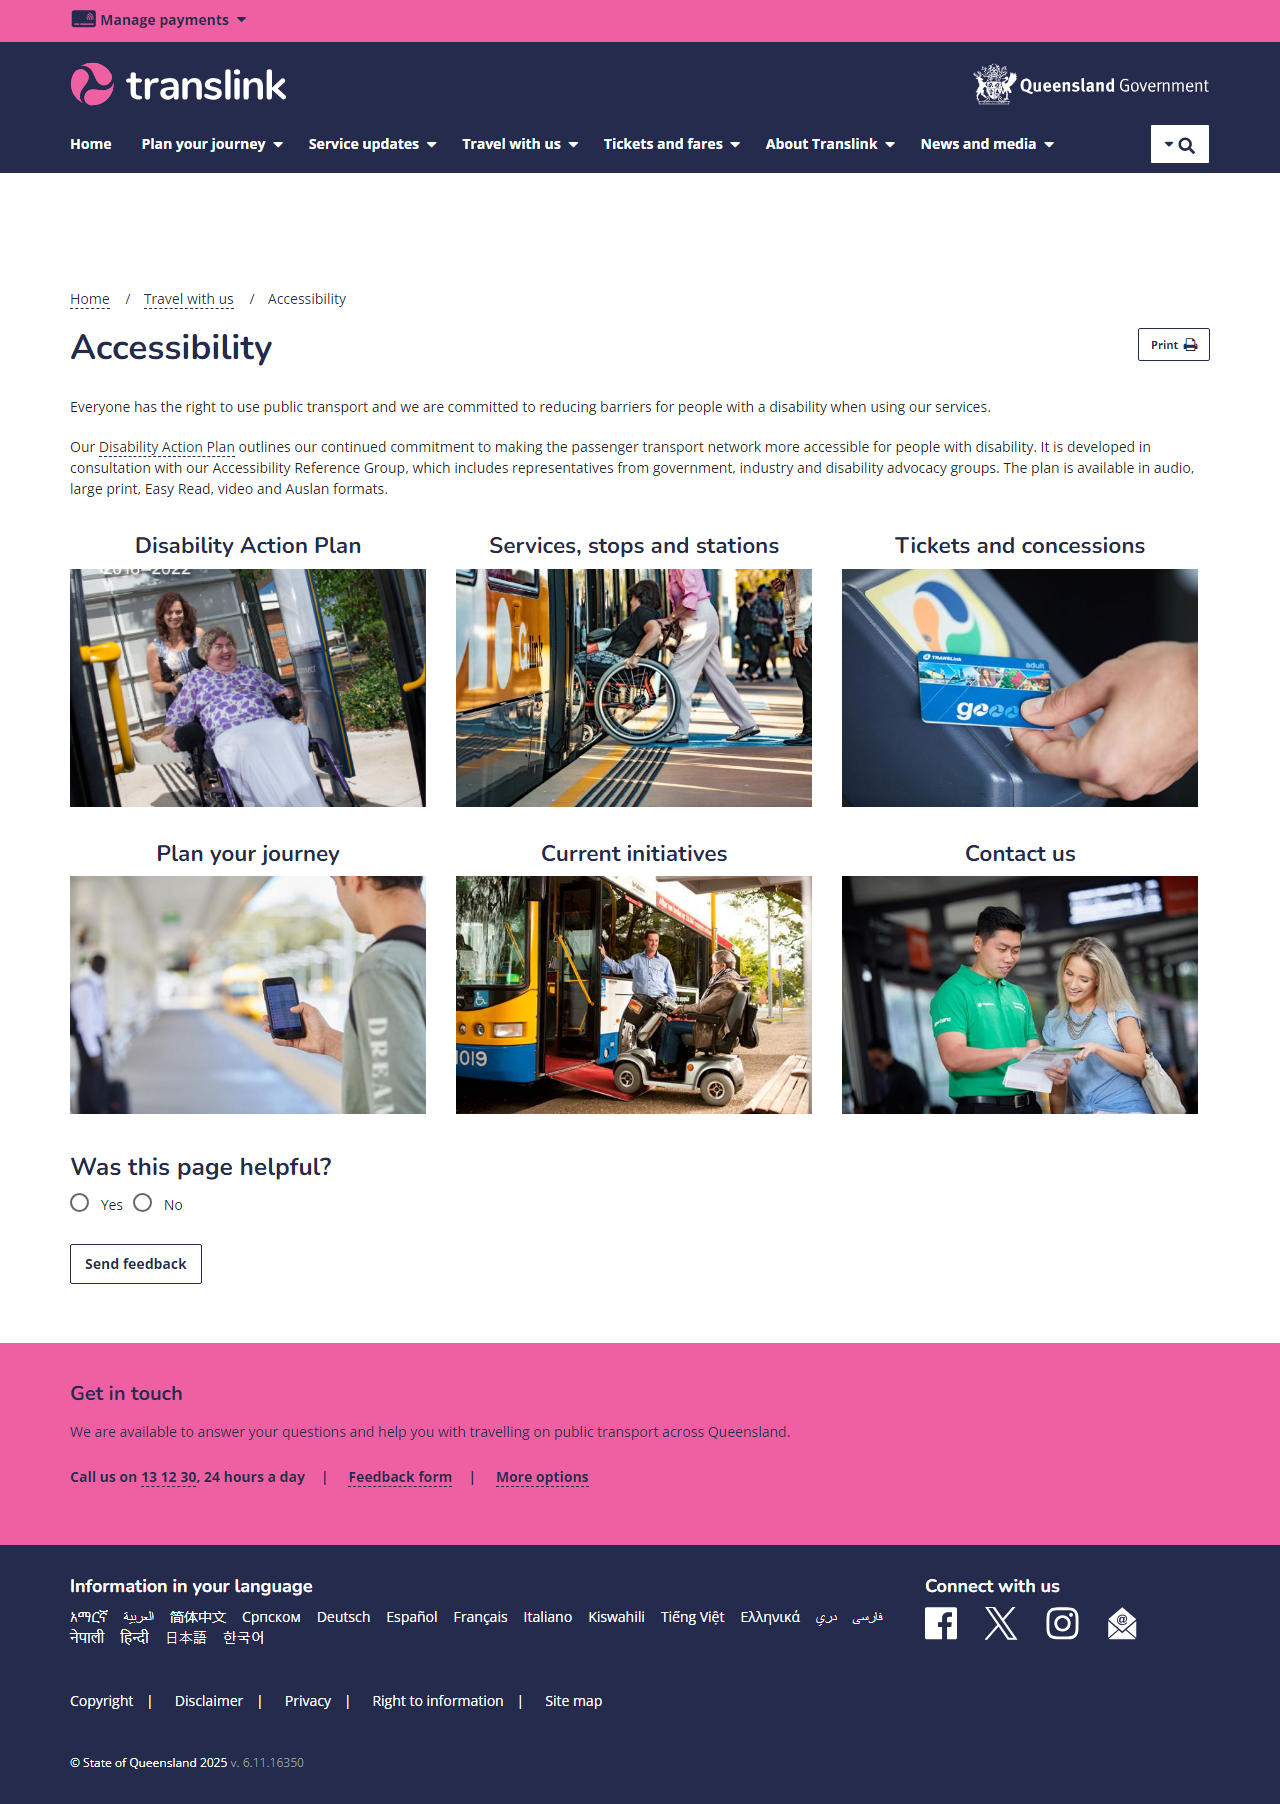 Manage payments
translink
Queensland Government
Home Plan your journey Service updates Travel with us Tickets and fares About Translink News and media
Home / Travel with us / Accessibility
Accessibility
Print
Everyone has the right to use public transport and we are committed to reducing barriers for people with a disability when using our services.
Our Disability Action Plan outlines our continued commitment to making the passenger transport network more accessible for people with disability. It is developed in
consultation with our Accessibility Reference Group, which includes representatives from government, industry and disability advocacy groups. The plan is available in audio,
large print, Easy Read, video and Auslan formats.
Disability Action Plan Services, stops and stations Tickets and concessions
2018-2022
link
TRANSLink adult
go
Plan your journey Current initiatives Contact us
DREAM
1019
Was this page helpful?
Yes No
Send feedback
Get in touch
We are available to answer your questions and help you with travelling on public transport across Queensland.
Call us on 13 12 30, 24 hours a day | Feedback form | More options
Information in your language
አማርኛ العربية 简体中文 Српском Deutsch Español Français Italiano Kiswahili Tiếng Việt Ελληνικά دري فارسی
नेपाली हिन्दी 日本語 한국어
Connect with us
Copyright | Disclaimer | Privacy | Right to information | Site map
© State of Queensland 2025 v. 6.11.16350